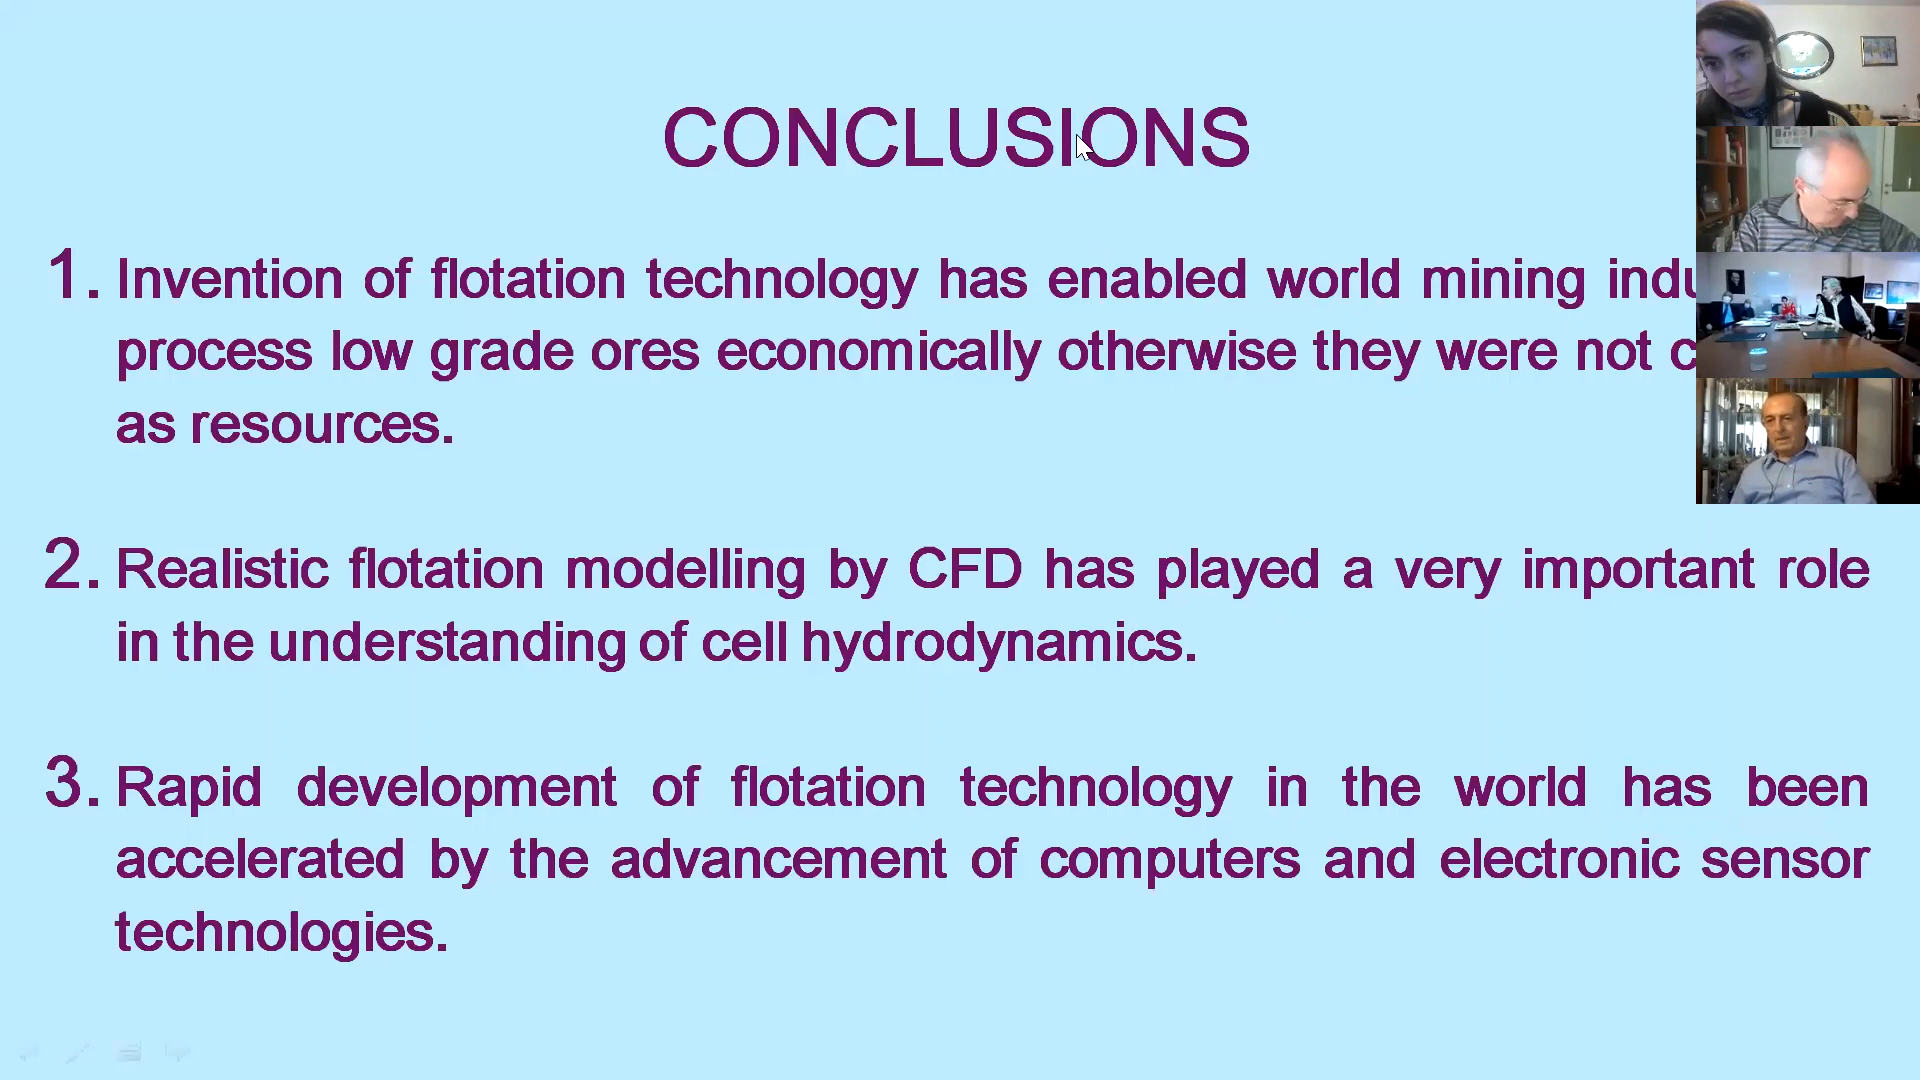 CONCLUSIONS
1. Invention of flotation technology has enabled world mining
process low grade ores economically otherwise they were not
as resources.
2. Realistic flotation modelling by CFD has played a very important role
in the understanding of cell hydrodynamics.
3. Rapid development of flotation technology in the world has been
accelerated by the advancement of computers and electronic sensor
technologies.